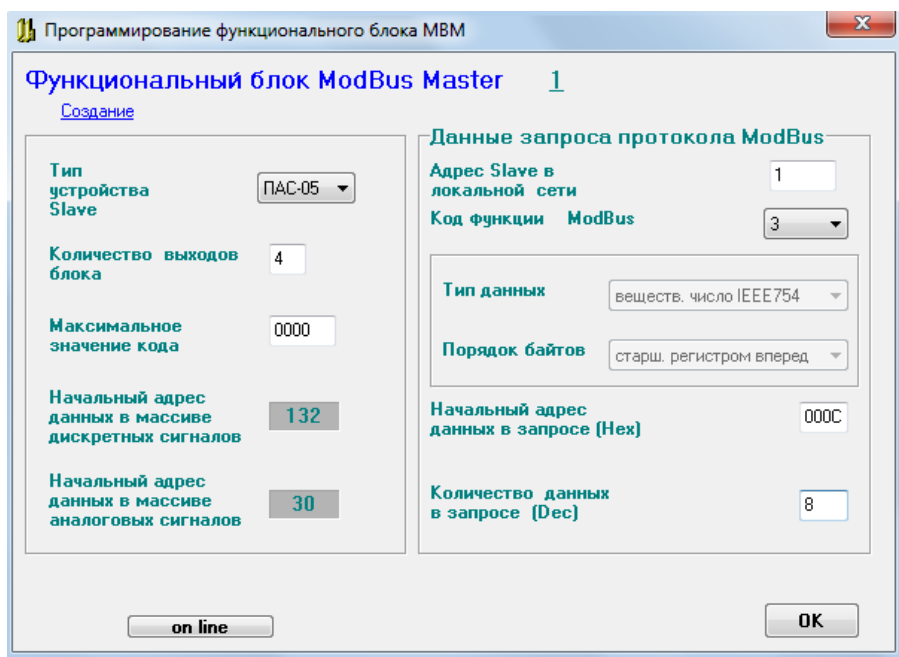 Программирование функционального блока МВМ
Функциональный блок ModBus Master 1
Создание
Тип
устройства
Slave
ПАС-05
Количество выходов
блока
4
Максимальное
значение кода
0000
Начальный адрес
данных в массиве
дискретных сигналов
132
Начальный адрес
данных в массиве
аналоговых сигналов
30
Данные запроса протокола ModBus
Адрес Slave в
локальной сети
1
Код функции ModBus
3
Тип данных
веществ. число IEEE754
Порядок байтов
старш. регистром вперед
Начальный адрес
данных в запросе (Hex)
000C
Количество данных
в запросе (Dec)
8
on line
OK